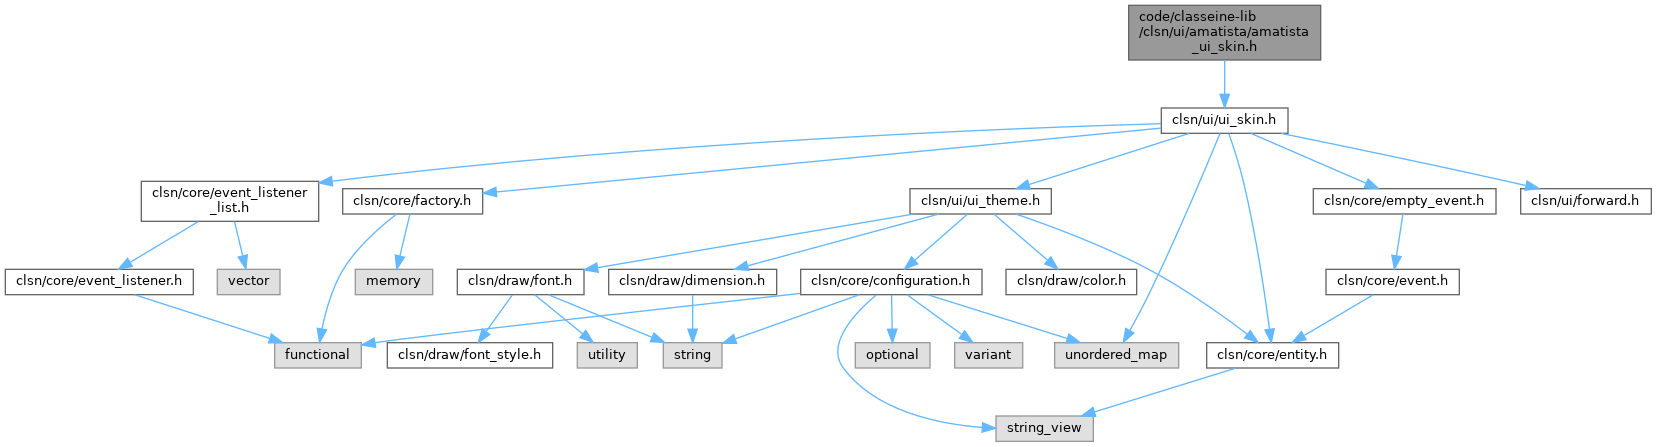 code/classeine-lib
/clsn/ui/amatista/amatista
_ui_skin.h
clsn/ui/ui_skin.h
clsn/core/event_listener
_list.h
clsn/core/factory.h
clsn/ui/ui_theme.h
clsn/core/empty_event.h
clsn/ui/forward.h
clsn/core/event_listener.h
vector
memory
clsn/draw/font.h
clsn/draw/dimension.h
clsn/core/configuration.h
clsn/draw/color.h
clsn/core/event.h
functional
clsn/draw/font_style.h
utility
string
optional
variant
unordered_map
clsn/core/entity.h
string_view